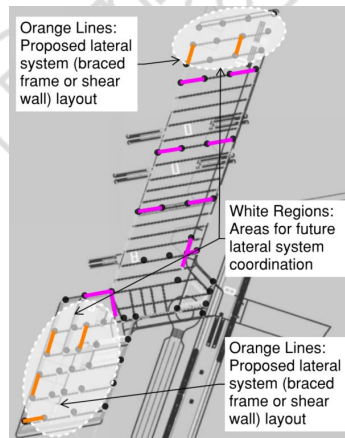 Orange Lines:
Proposed lateral
system (braced
frame or shear
wall) layout
White Regions:
Areas for future
lateral system
coordination
Orange Lines:
Proposed lateral
system (braced
frame or shear
wall) layout